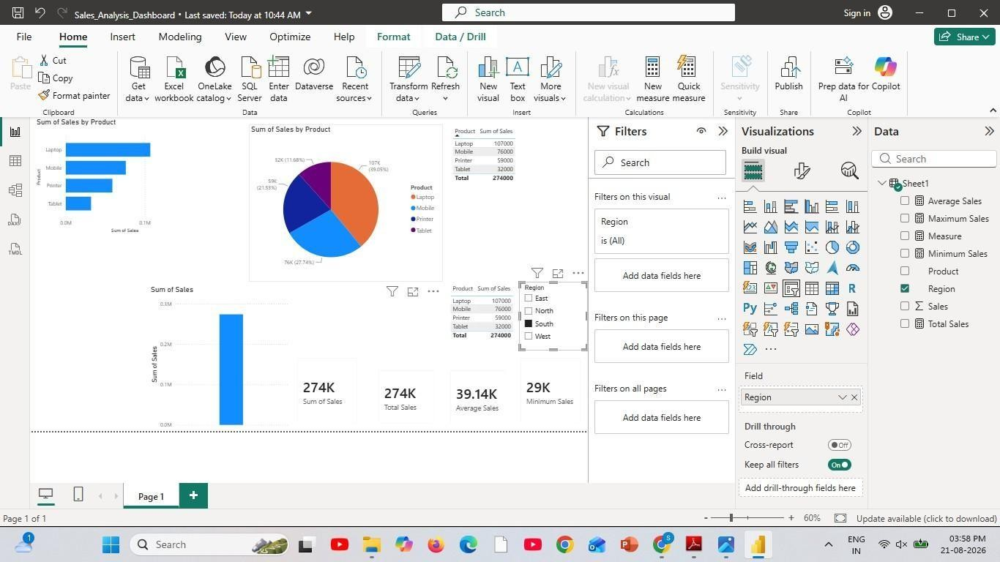 Sales_Analysis_Dashboard • Last saved: Today at 10:44 AM
Search
Sign in
File Home Insert Modeling View Optimize Help Format Data / Drill
Share
Paste
Cut
Copy
Format painter
Clipboard
Get data
Excel workbook
OneLake catalog
SQL Server
Enter data
Dataverse
Recent sources
Data
Transform data
Refresh
Queries
New visual
Text box
More visuals
Insert
New visual calculation
New measure
Quick measure
Calculations
Sensitivity
Sensitivity
Publish
Share
Prep data for AI
Copilot
Copilot
DAX
TMDL
Sum of Sales by Product
Product
Laptop
Mobile
Printer
Tablet
0.0M 0.1M
Sum of Sales
Sum of Sales by Product
32K (11.68%)
107K
(39.05%)
59K
(21.53%)
76K (27.74%)
Product
Laptop
Mobile
Printer
Tablet
Product Sum of Sales
Laptop 107000
Mobile 76000
Printer 59000
Tablet 32000
Total 274000
Sum of Sales
0.3M
0.2M
0.1M
0.0M
Sum of Sales
Product Sum of Sales
Laptop 107000
Mobile 76000
Printer 59000
Tablet 32000
Total 274000
Region
East
North
South
West
274K
Sum of Sales
274K
Total Sales
39.14K
Average Sales
29K
Minimum Sales
Filters
Search
Filters on this visual
Region
is (All)
Add data fields here
Filters on this page
Add data fields here
Filters on all pages
Add data fields here
Visualizations
Build visual
123
R
Py
Field
Region
Drill through
Cross-report Off
Keep all filters On
Add drill-through fields here
Data
Search
Sheet1
Average Sales
Maximum Sales
Measure
Minimum Sales
Product
Region
Sales
Total Sales
Page 1
Page 1 of 1
60%
Update available (click to download)
1
Search
S
ENG
IN
03:58 PM
21-08-2026